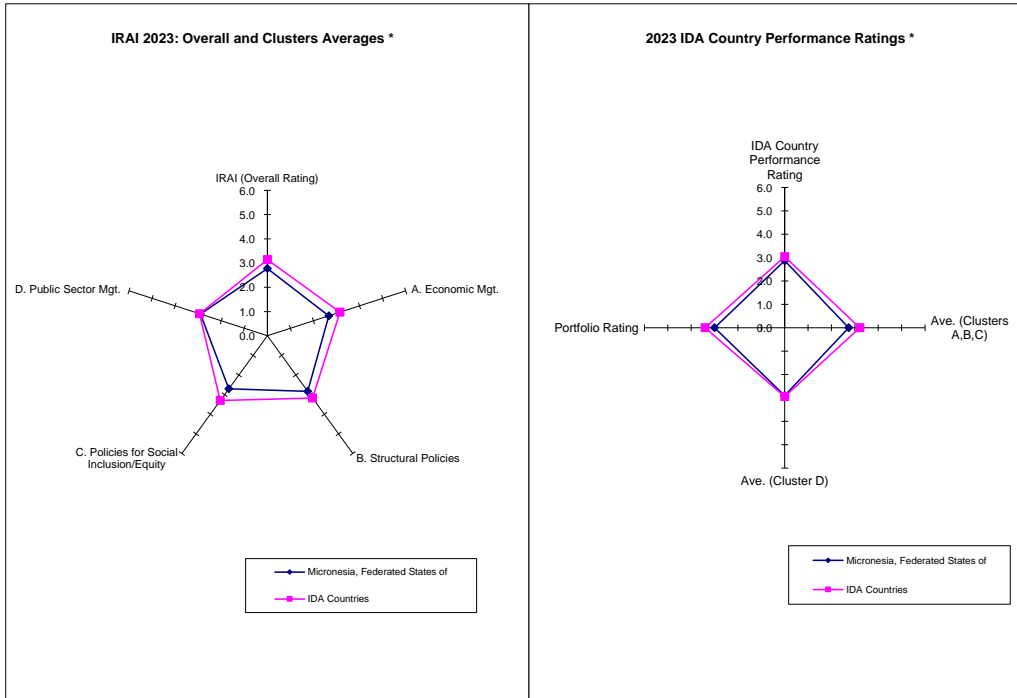 IRAI 2023: Overall and Clusters Averages *
IRAI (Overall Rating)
6.0
5.0
4.0
3.0
2.0
1.0
0.0
A. Economic Mgt.
B. Structural Policies
C. Policies for Social
Inclusion/Equity
D. Public Sector Mgt.
Micronesia, Federated States of
IDA Countries
2023 IDA Country Performance Ratings *
IDA Country
Performance
Rating
6.0
5.0
4.0
3.0
2.0
1.0
0.0
Ave. (Clusters
A,B,C)
Ave. (Cluster D)
Portfolio Rating
Micronesia, Federated States of
IDA Countries